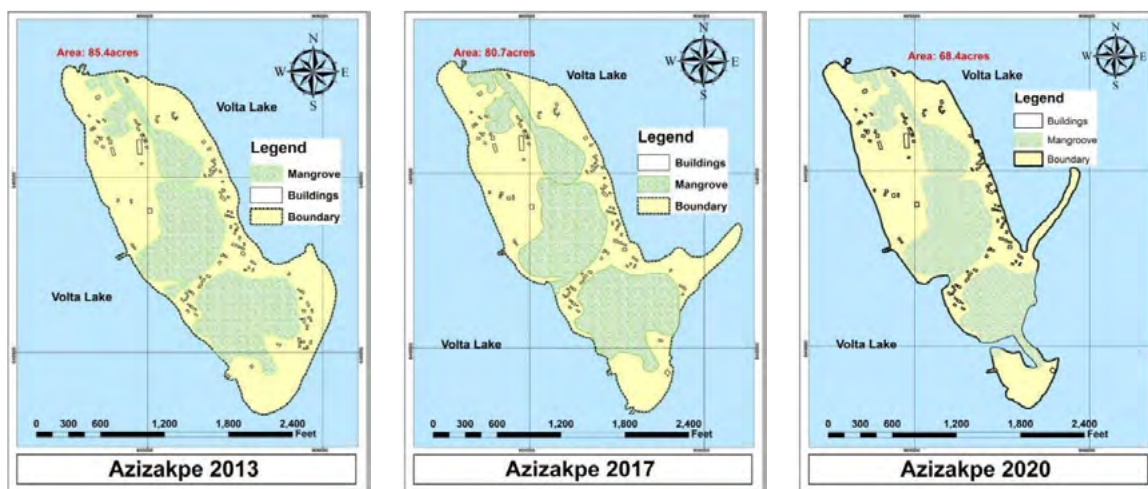 Area: 85.4acres
N
W
E
S
Volta Lake
Legend
Mangrove
Buildings
Boundary
Volta Lake
0 300 600 1,200 1,800 2,400
Feet
Azizakpe 2013
Area: 80.7acres
N
W
E
S
Volta Lake
Legend
Buildings
Mangrove
Boundary
Volta Lake
0 300 600 1,200 1,800 2,400
Feet
Azizakpe 2017
Area: 68.4acres
N
W
E
S
Volta Lake
Legend
Buildings
Mangroove
Boundary
Volta Lake
0 300 600 1,200 1,800 2,400
Feet
Azizakpe 2020